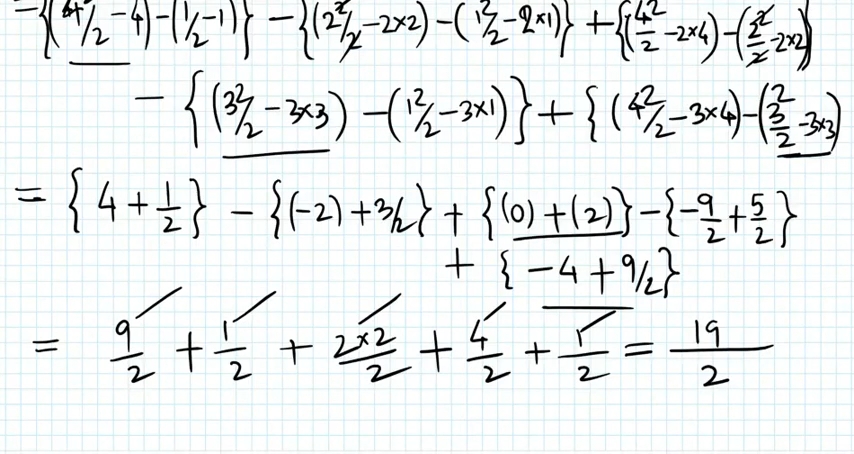 -{(4²/2 - 4) - (1/2 - 1)} - {(2²/2 - 2×2) - (1²/2 - 2×1)} + {(4²/2 - 2×4) - (2²/2 - 2×2)}
- {(3²/2 - 3×3) - (1²/2 - 3×1)} + {(4²/2 - 3×4) - (3²/2 - 3×3)
= {4 + 1/2} - {(-2) + 3/2} + {(0) + (2)} - {-9/2 + 5/2}
+ {-4 + 9/2}
= 9/2 + 1/2 + 2×2/2 + 4/2 + 1/2 = 19/2